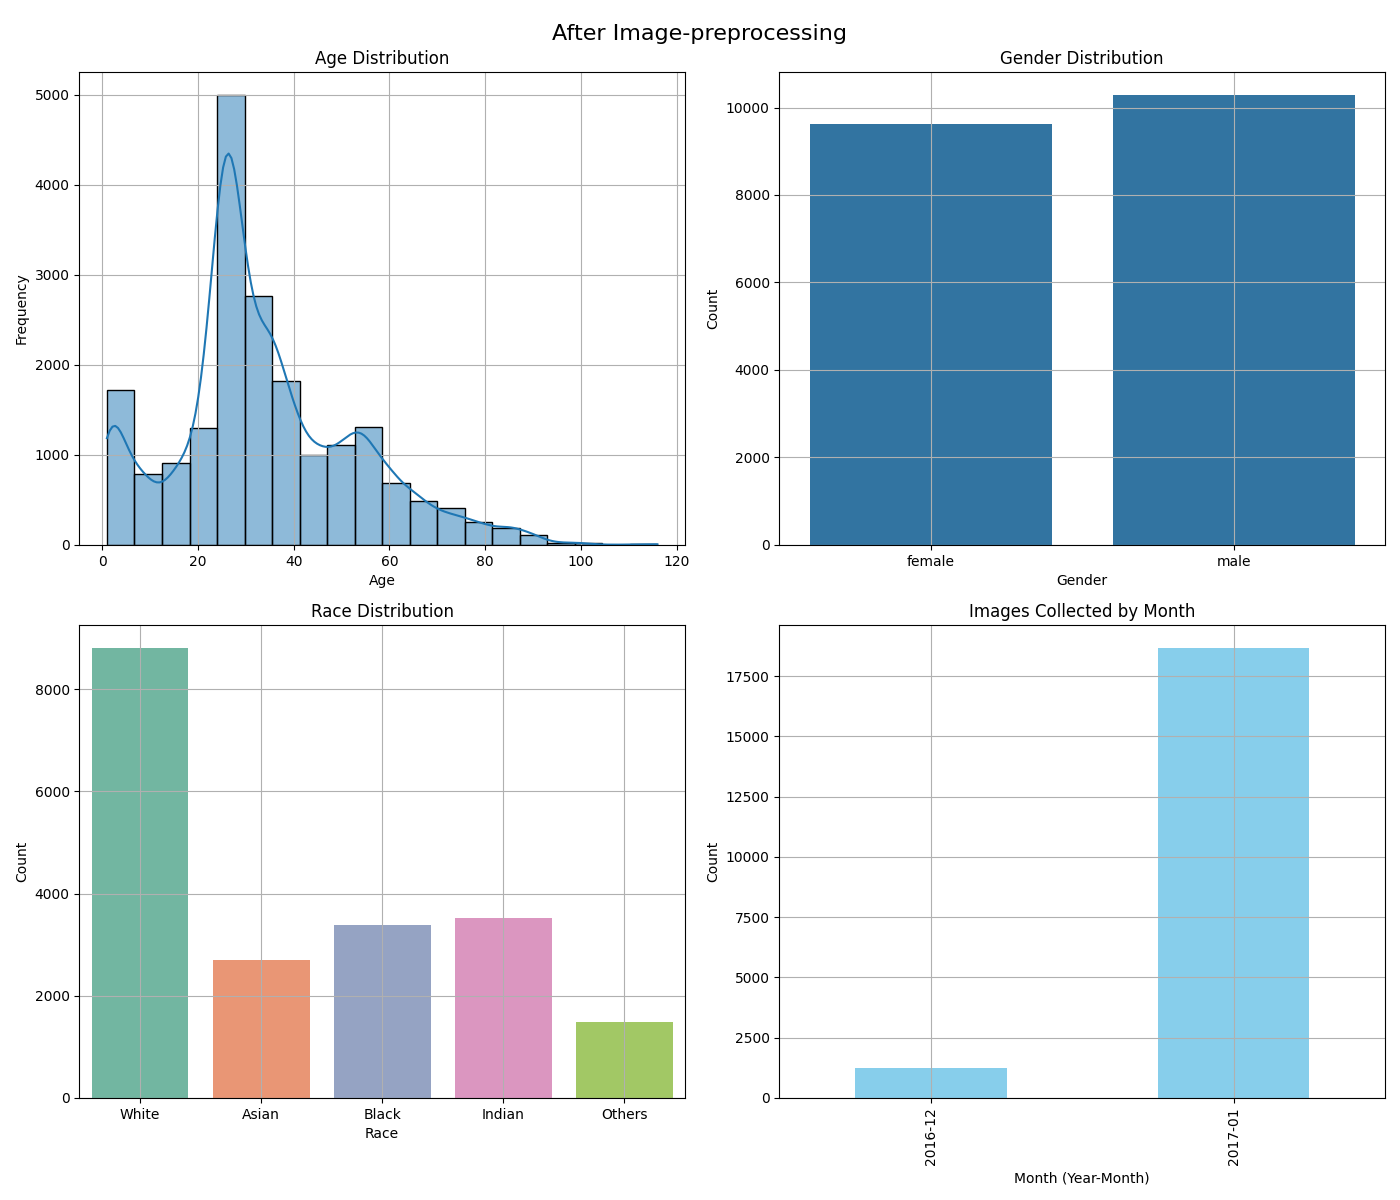 After Image-preprocessing
Age Distribution
5000
4000
3000
2000
1000
0
Frequency
0 20 40 60 80 100 120
Age
Gender Distribution
10000
8000
6000
4000
2000
0
Count
female male
Gender
Race Distribution
8000
6000
4000
2000
0
Count
White Asian Black Indian Others
Race
Images Collected by Month
17500
15000
12500
10000
7500
5000
2500
0
Count
2016-12
2017-01
Month (Year-Month)